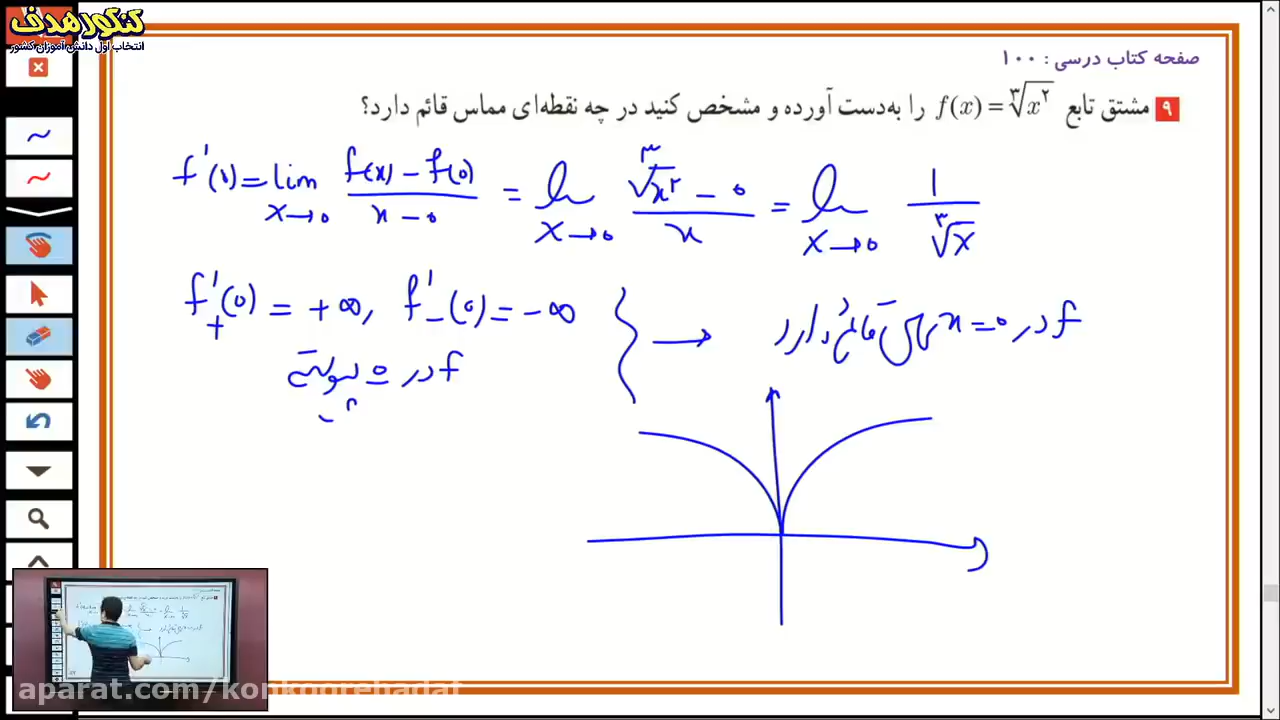 کنکور هدف
انتخاب اول دانش آموزان کشور
صفحه کتاب درسی : ۱۰۰
۹ مشتق تابع f(x) = ∛x² را به‌دست آورده و مشخص کنید در چه نقطه‌ای مماس قائم دارد؟
f'(0) = lim x→0 f(x) − f(0) / x − 0 = lim x→0 ∛x² − 0 / x = lim x→0 1 / ∛x
f'₊(0) = +∞, f'₋(0) = −∞ } → f در x = 0 مماس قائم دارد
f در 0 پیوسته
aparat.com/konkoorehadaf